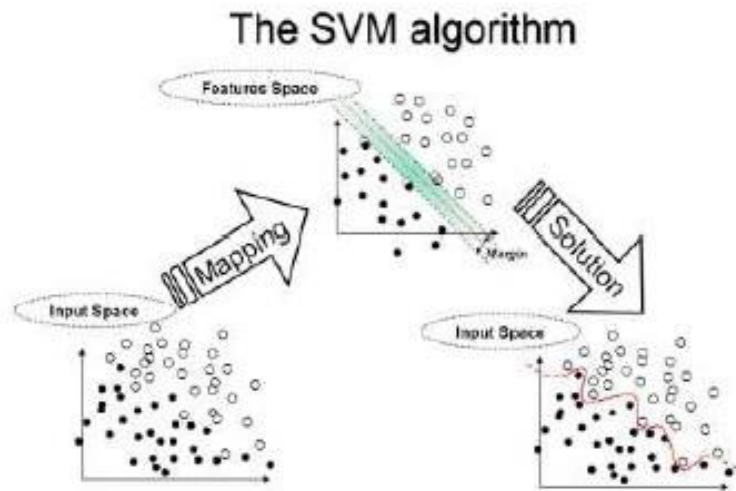 The SVM algorithm
Features Space
Mapping
Margin
Solution
Input Space
Input Space